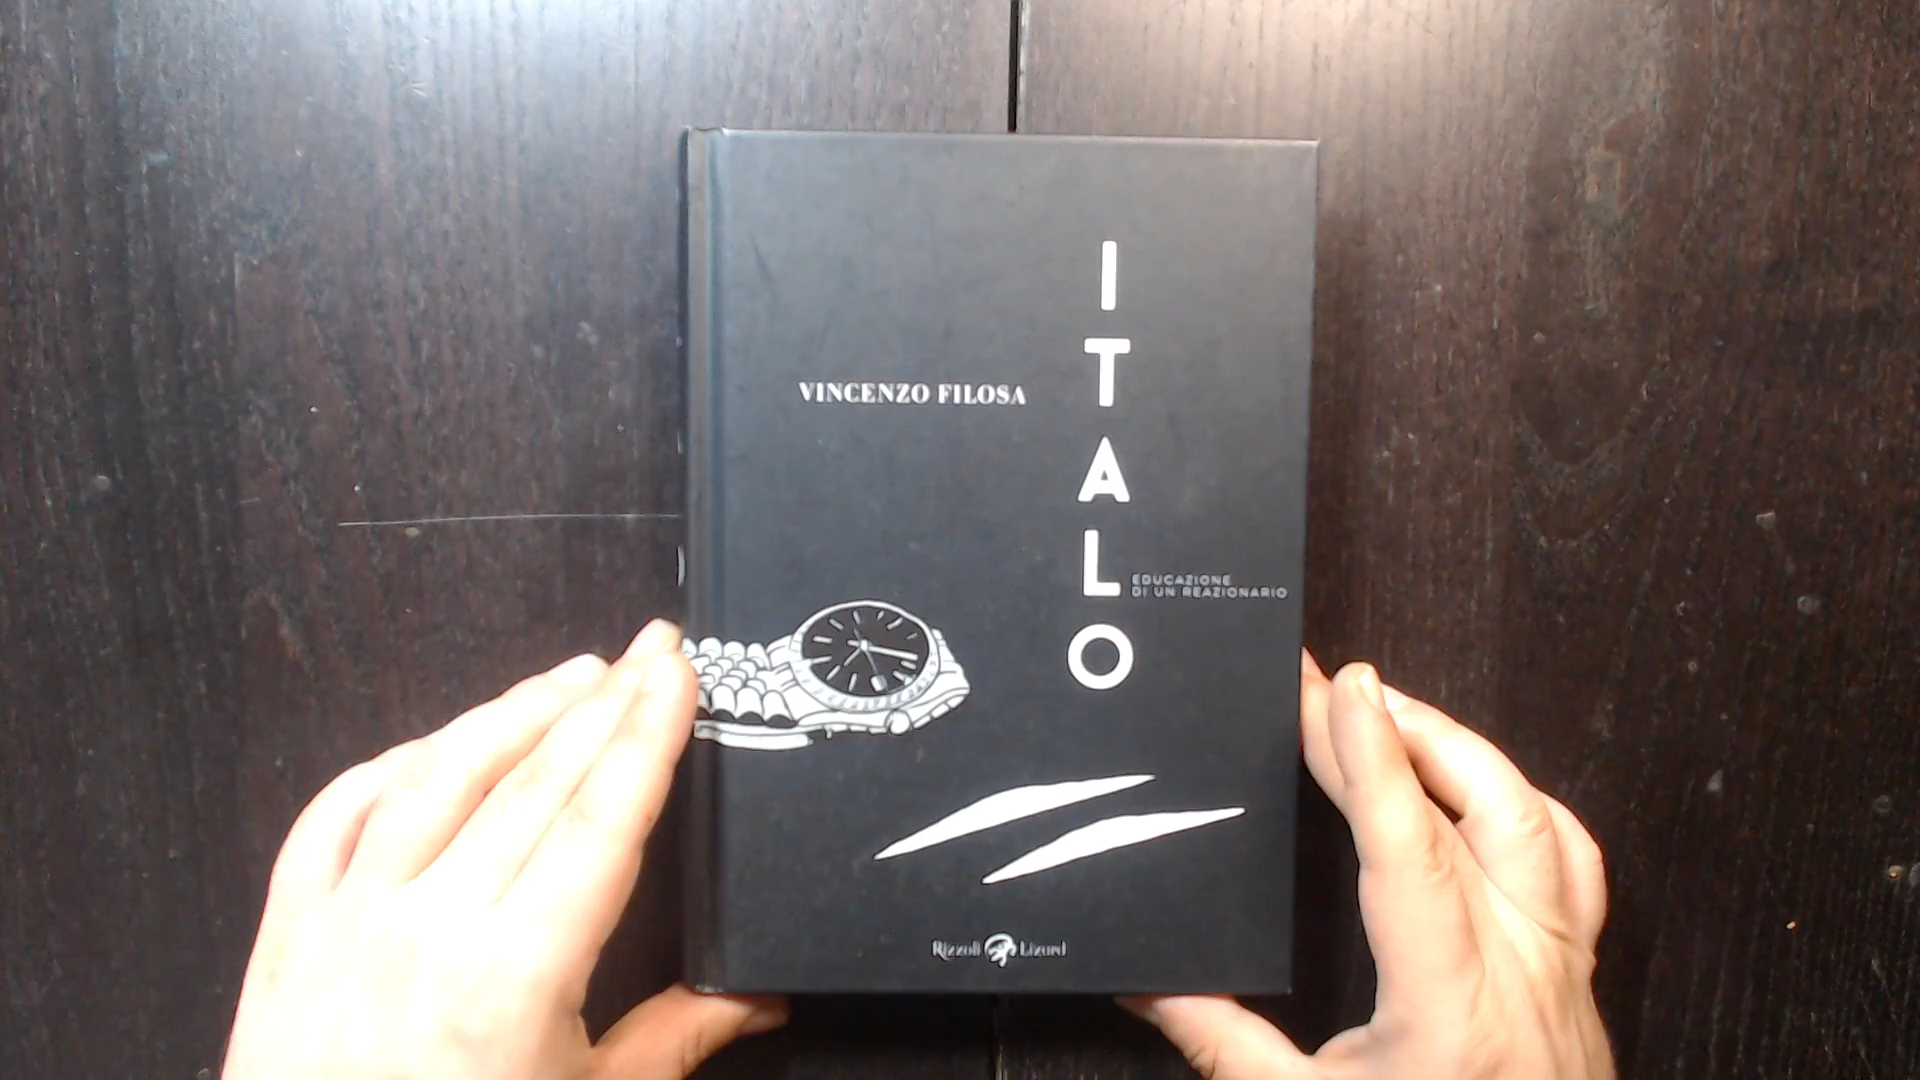 VINCENZO FILOSA
ITALO
EDUCAZIONE
DI UN REAZIONARIO
Rizzoli Lizard